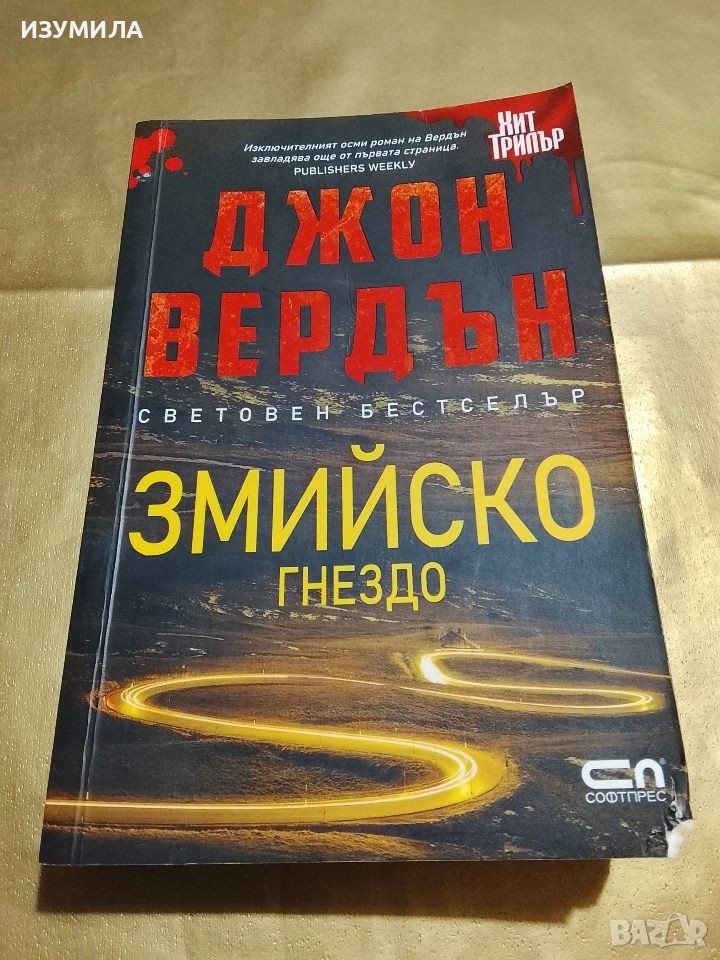 ИЗУМИЛА
Изключителният осми роман на Вердън
завладява още от първата страница.
PUBLISHERS WEEKLY
ХИТ
ТРИЛЪР
ДЖОН
ВЕРДЪН
СВЕТОВЕН БЕСТСЕЛЪР
ЗМИЙСКО
ГНЕЗДО
СП®
СОФТПРЕС
BAZAR